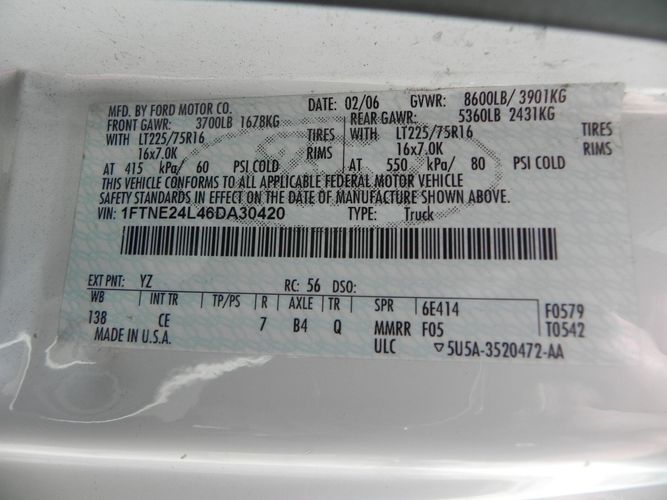 MFD. BY FORD MOTOR CO. DATE: 02/06 GVWR: 8600LB/ 3901KG
FRONT GAWR: 3700LB 1678KG REAR GAWR: 5360LB 2431KG
WITH LT225/75R16 TIRES WITH LT225/75R16 TIRES
16x7.0K RIMS 16x7.0K RIMS
AT 415 kPa/ 60 PSI COLD AT 550 kPa/ 80 PSI COLD
THIS VEHICLE CONFORMS TO ALL APPLICABLE FEDERAL MOTOR VEHICLE
SAFETY STANDARDS IN EFFECT ON THE DATE OF MANUFACTURE SHOWN ABOVE.
VIN: 1FTNE24L46DA30420 TYPE: Truck
EXT PNT: YZ RC: 56 DSO:
WB INT TR TP/PS R AXLE TR SPR 6E414 F0579
138 CE 7 B4 Q MMRR F05 T0542
MADE IN U.S.A. ULC ▽5U5A-3520472-AA